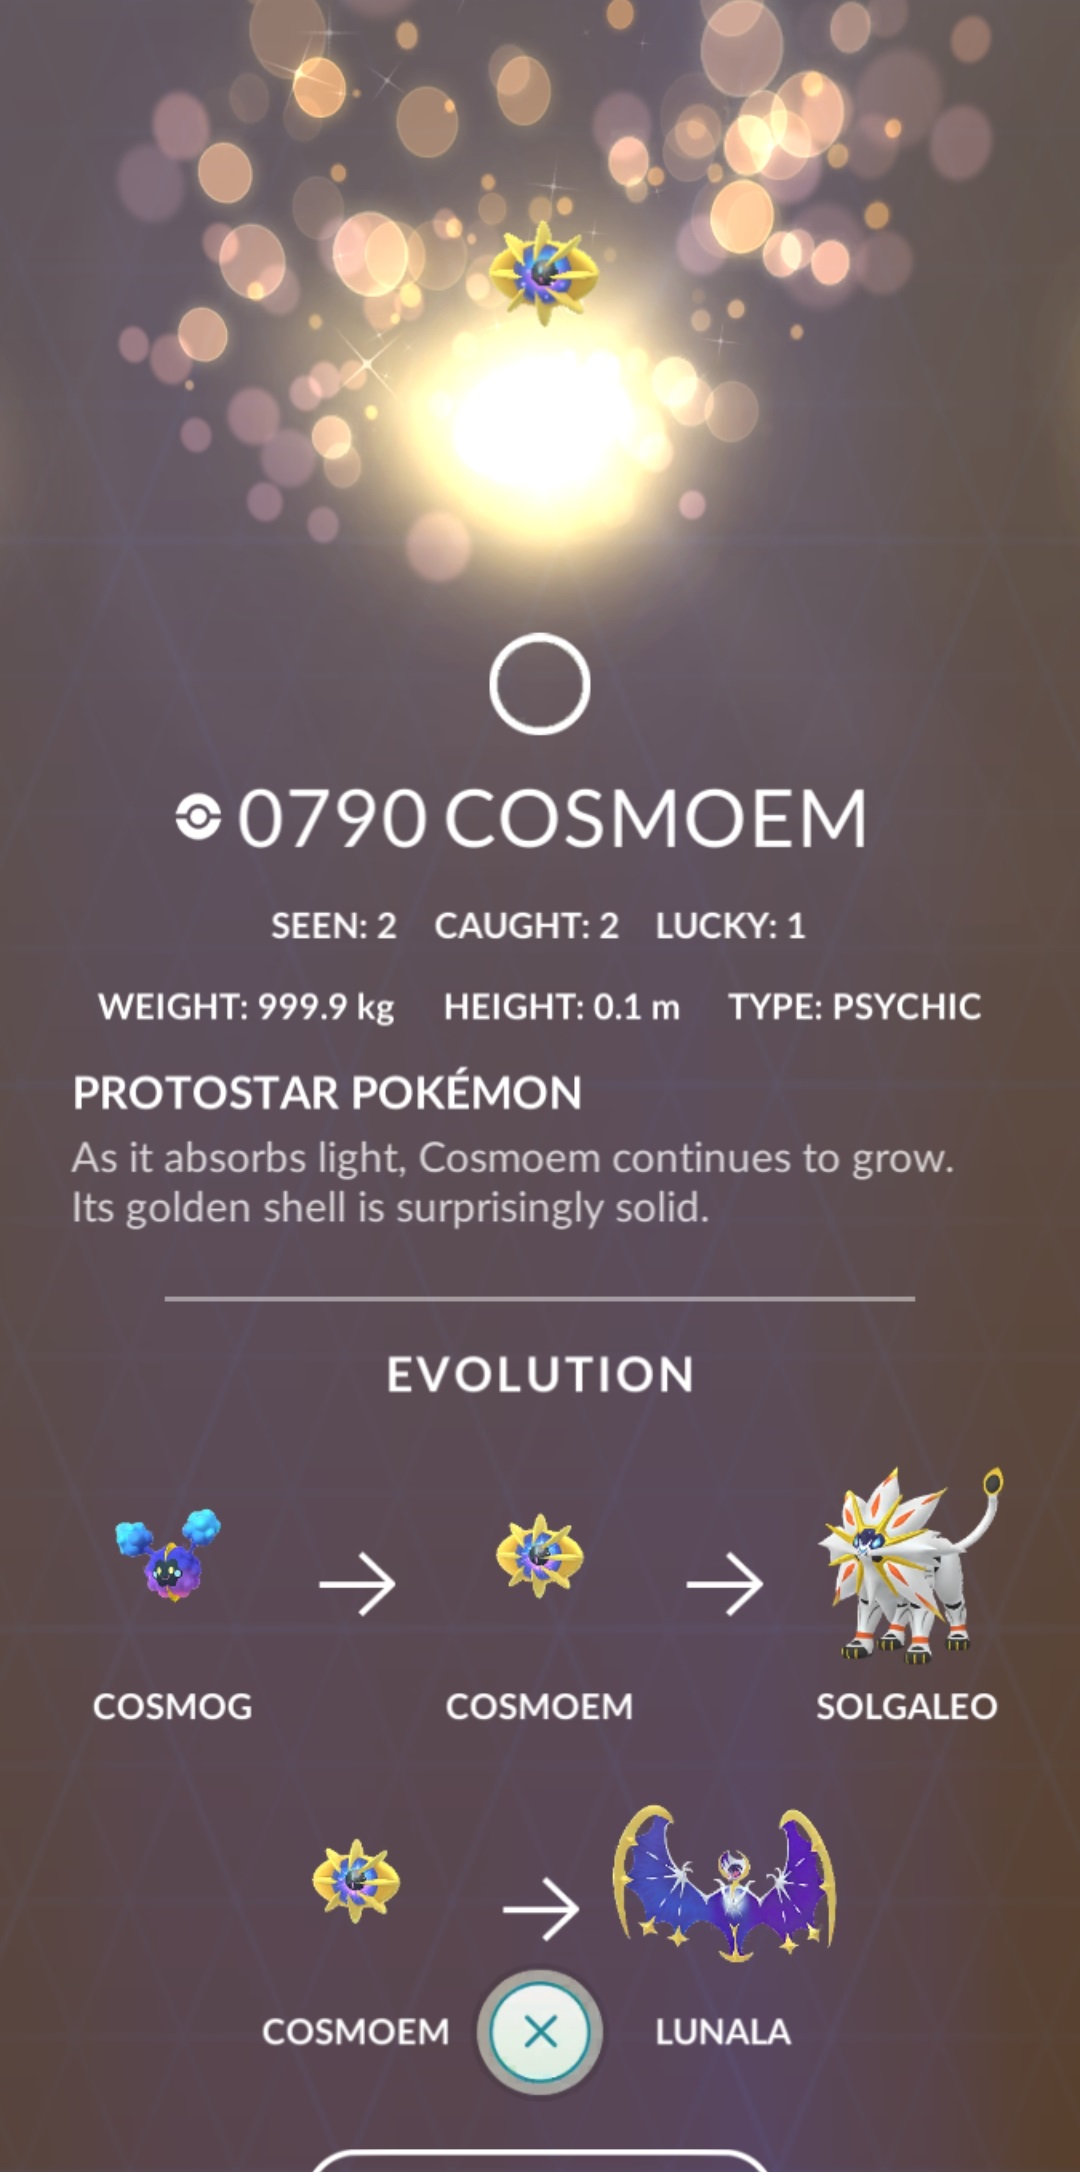 0790 COSMOEM
SEEN: 2 CAUGHT: 2 LUCKY: 1
WEIGHT: 999.9 kg HEIGHT: 0.1 m TYPE: PSYCHIC
PROTOSTAR POKÉMON
As it absorbs light, Cosmoem continues to grow.
Its golden shell is surprisingly solid.
EVOLUTION
COSMOG COSMOEM SOLGALEO
COSMOEM LUNALA